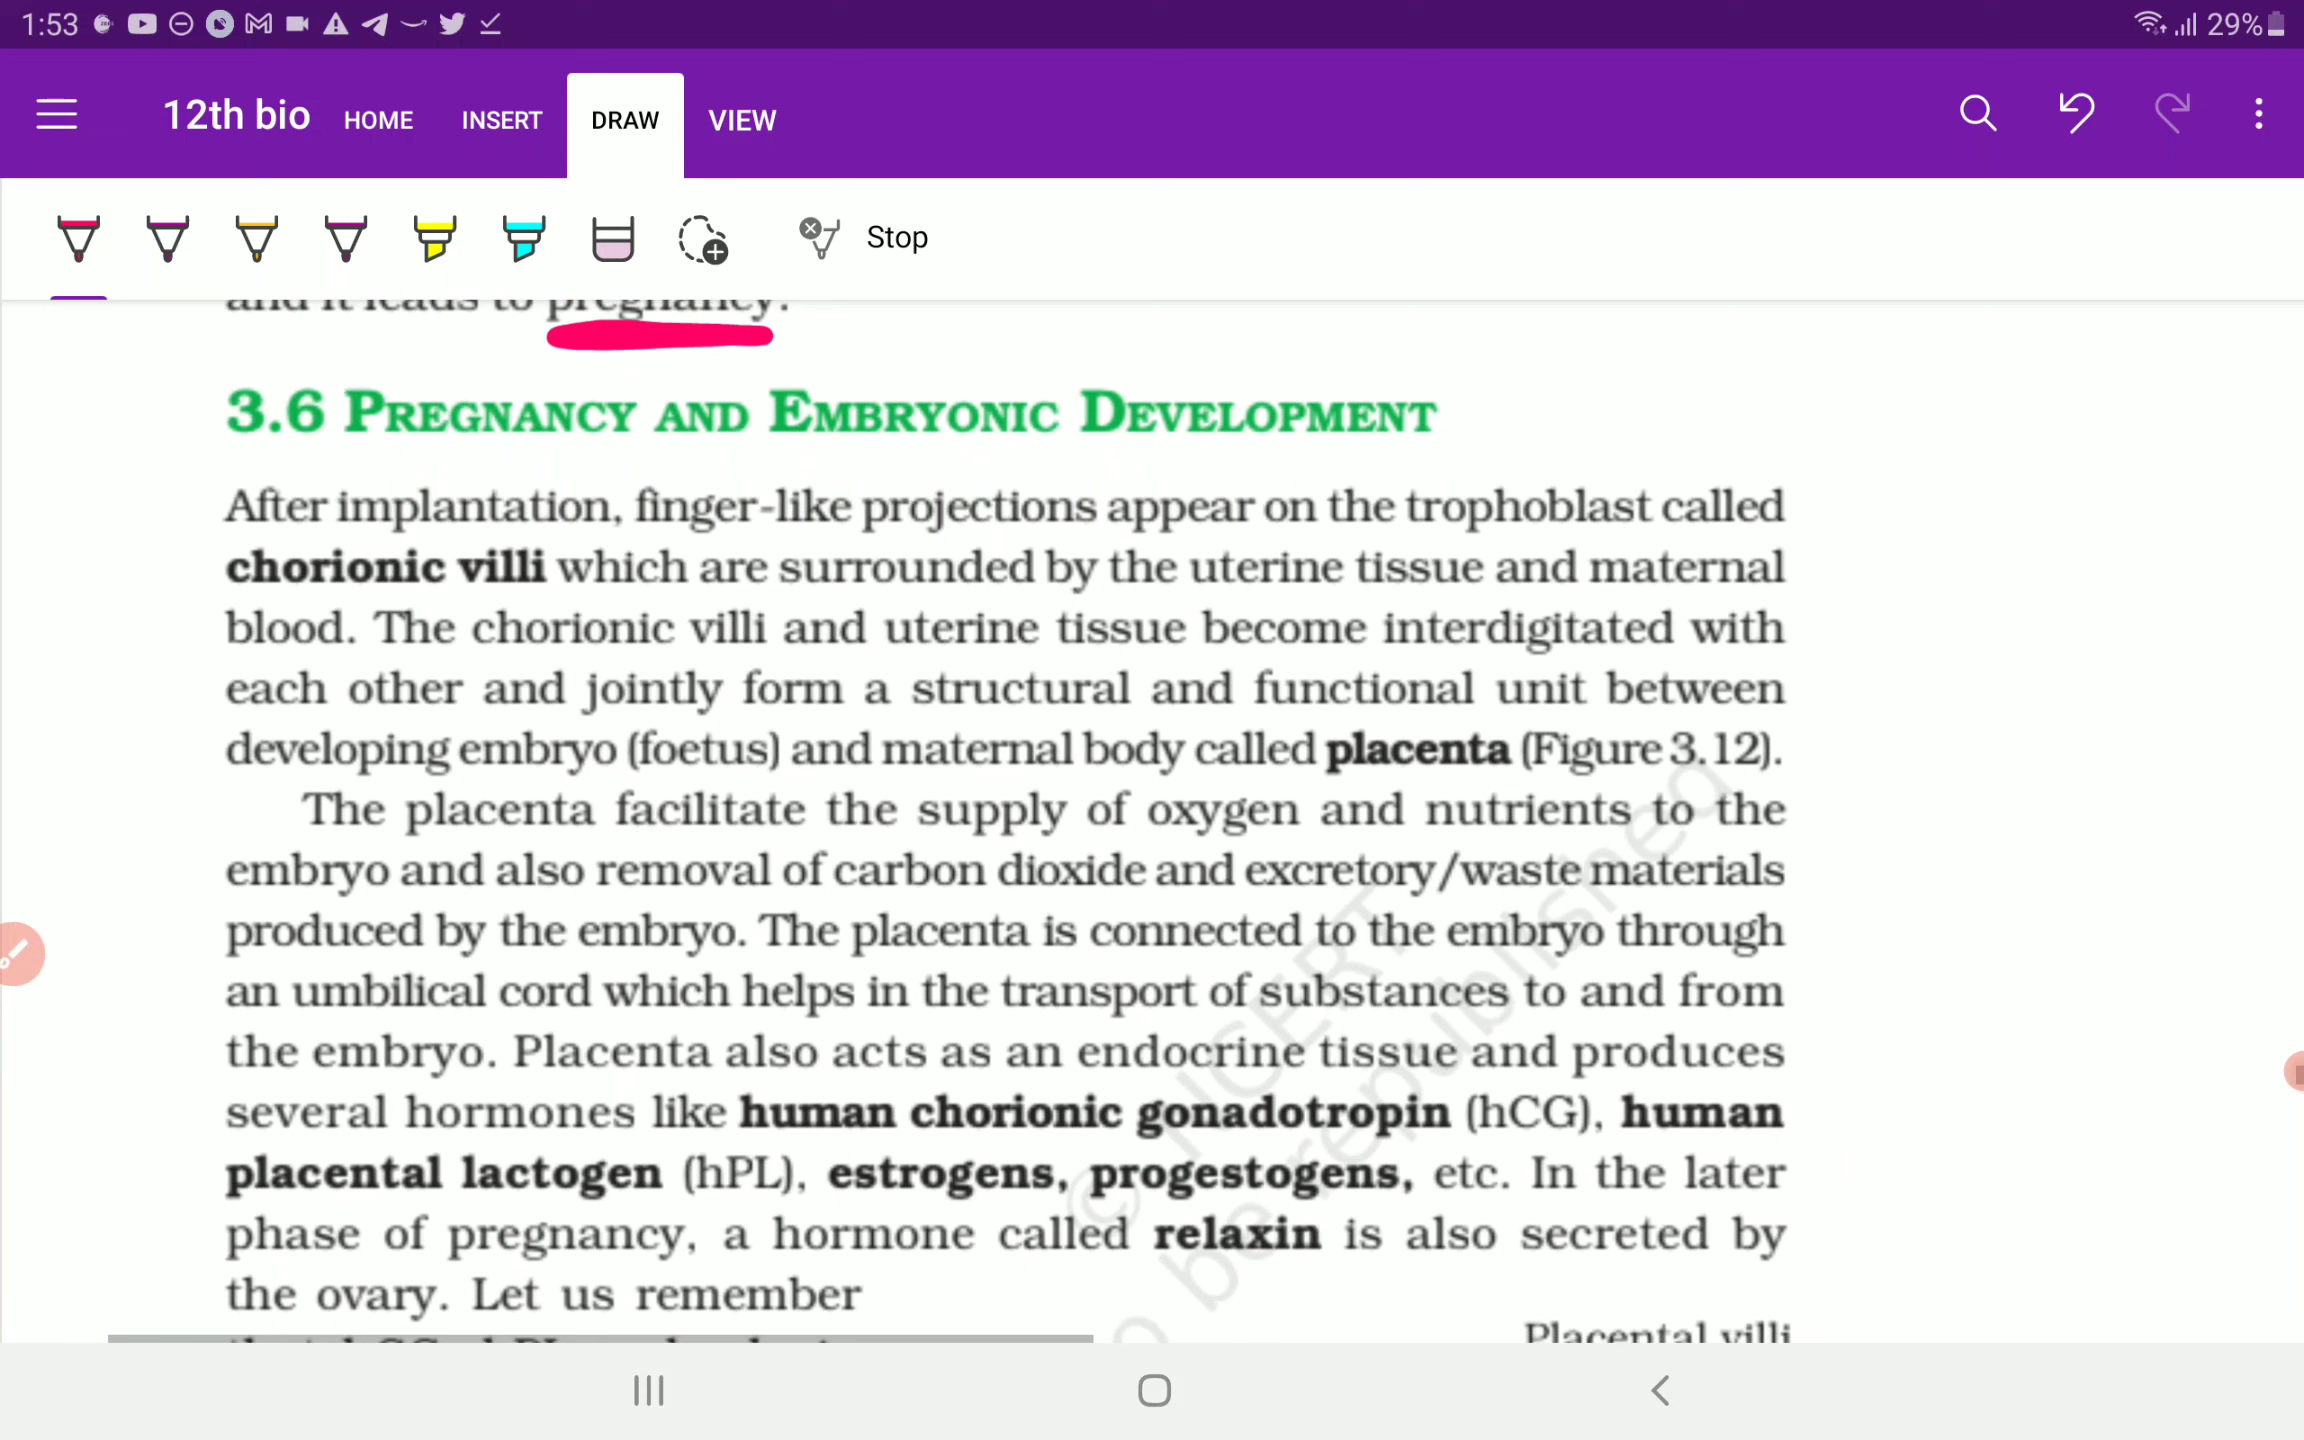 1:53
29%
12th bio HOME INSERT DRAW VIEW
Stop
and it leads to pregnancy.
3.6 PREGNANCY AND EMBRYONIC DEVELOPMENT
After implantation, finger-like projections appear on the trophoblast called
chorionic villi which are surrounded by the uterine tissue and maternal
blood. The chorionic villi and uterine tissue become interdigitated with
each other and jointly form a structural and functional unit between
developing embryo (foetus) and maternal body called placenta (Figure 3.12).
The placenta facilitate the supply of oxygen and nutrients to the
embryo and also removal of carbon dioxide and excretory/waste materials
produced by the embryo. The placenta is connected to the embryo through
an umbilical cord which helps in the transport of substances to and from
the embryo. Placenta also acts as an endocrine tissue and produces
several hormones like human chorionic gonadotropin (hCG), human
placental lactogen (hPL), estrogens, progestogens, etc. In the later
phase of pregnancy, a hormone called relaxin is also secreted by
the ovary. Let us remember
Placental villi
© NCERT
be republished